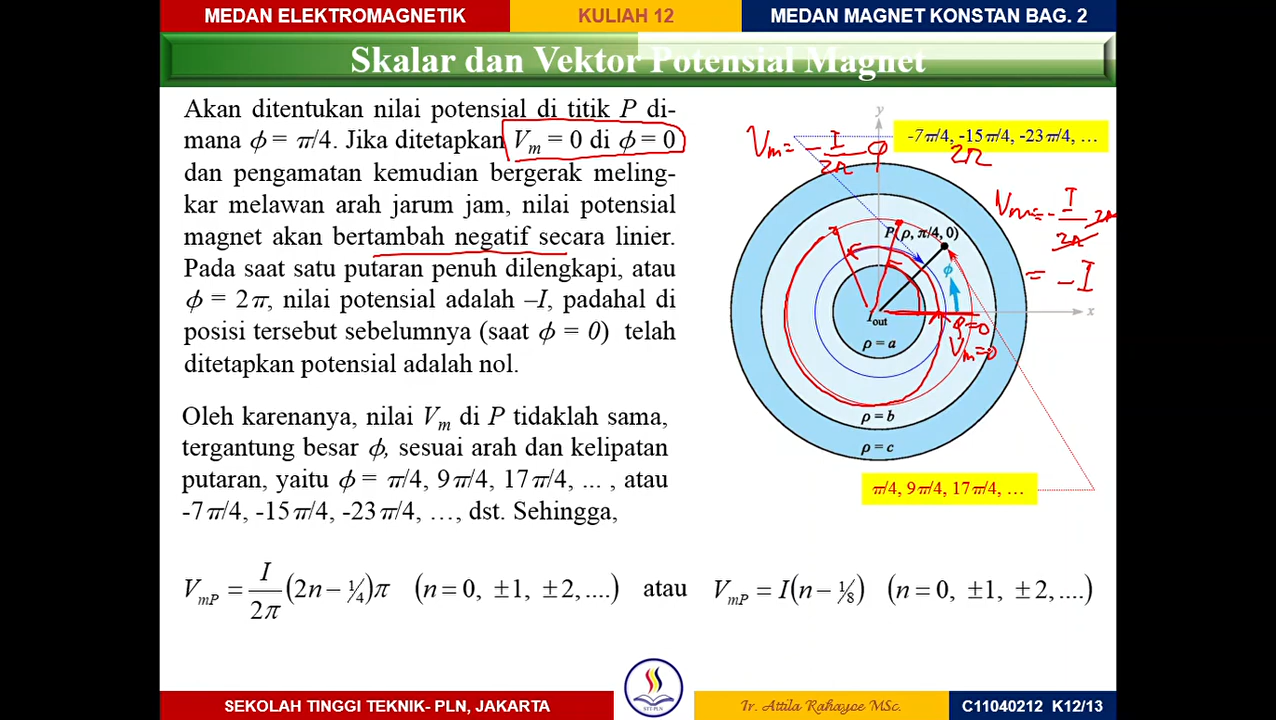 MEDAN ELEKTROMAGNETIK
KULIAH 12
MEDAN MAGNET KONSTAN BAG. 2
Skalar dan Vektor Potensial Magnet
Akan ditentukan nilai potensial di titik P di-
mana ϕ = π/4. Jika ditetapkan Vm = 0 di ϕ = 0
dan pengamatan kemudian bergerak meling-
kar melawan arah jarum jam, nilai potensial
magnet akan bertambah negatif secara linier.
Pada saat satu putaran penuh dilengkapi, atau
ϕ = 2π, nilai potensial adalah –I, padahal di
posisi tersebut sebelumnya (saat ϕ = 0) telah
ditetapkan potensial adalah nol.
Oleh karenanya, nilai Vm di P tidaklah sama,
tergantung besar ϕ, sesuai arah dan kelipatan
putaran, yaitu ϕ = π/4, 9π/4, 17π/4, ... , atau
-7π/4, -15π/4, -23π/4, …, dst. Sehingga,
VmP = I/2π (2n − 1/4)π (n = 0, ±1, ±2,....) atau VmP = I(n − 1/8) (n = 0, ±1, ±2,....)
y
-7π/4, -15π/4, -23π/4, …
Vm = - I/2π φ
2π
Vm = - I/2π 2π
= -I
P(ρ, π/4, 0)
ϕ
Iout
x
φ=0
Vm=0
ρ = a
ρ = b
ρ = c
π/4, 9π/4, 17π/4, …
STT-PLN
SEKOLAH TINGGI TEKNIK- PLN, JAKARTA
Ir. Attila Rahayoe MSc.
C11040212 K12/13